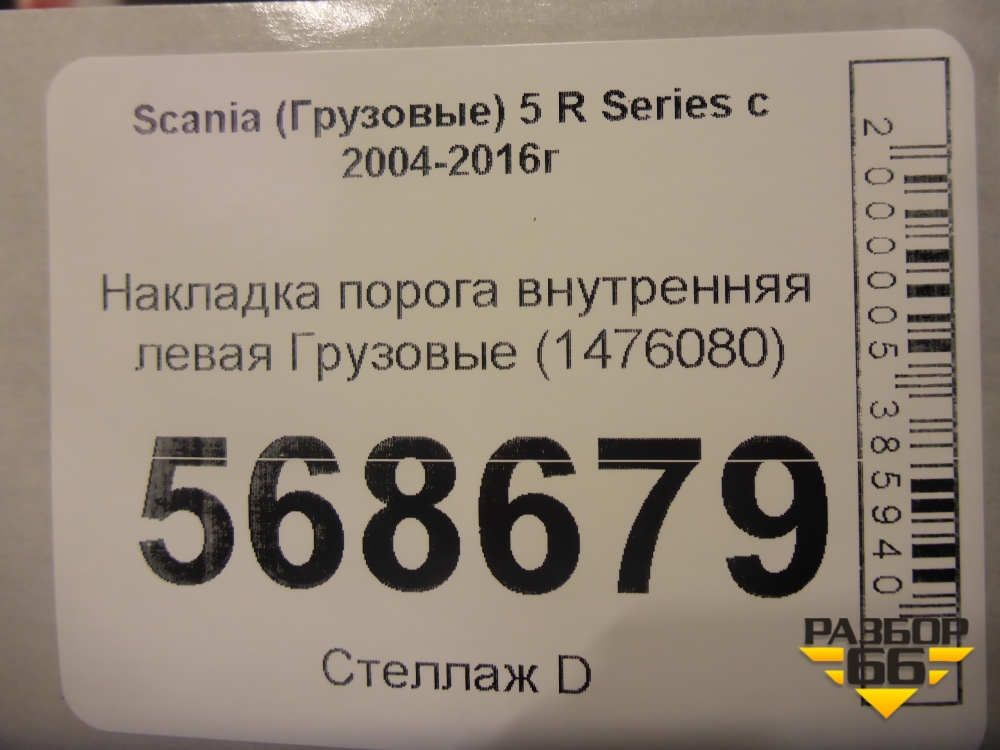 Scania (Грузовые) 5 R Series с
2004-2016г
Накладка порога внутренняя
левая Грузовые (1476080)
568679
Стеллаж D
2000005385940
РАЗБОР
66